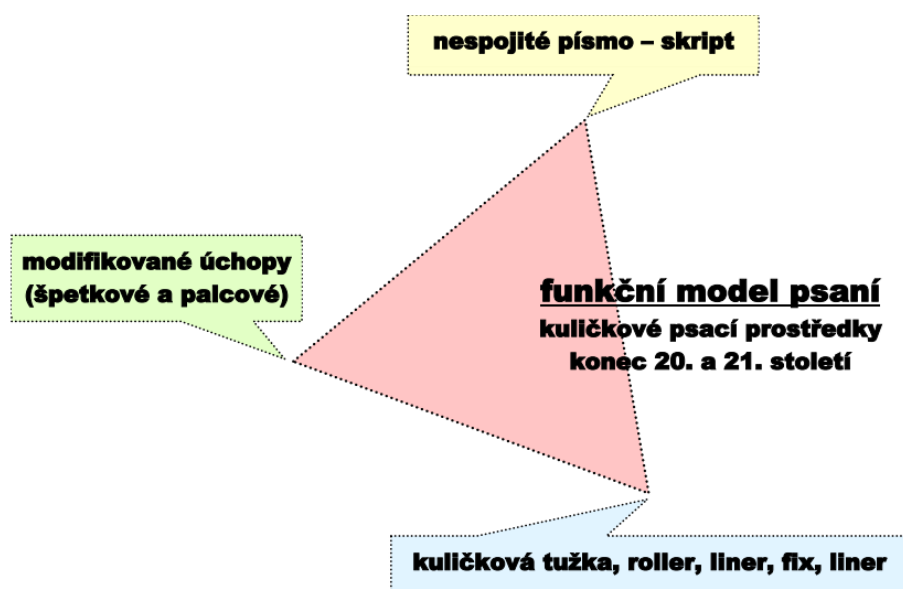 nespojité písmo – skript
modifikované úchopy
(špetkové a palcové)
funkční model psaní
kuličkové psací prostředky
konec 20. a 21. století
kuličková tužka, roller, liner, fix, liner